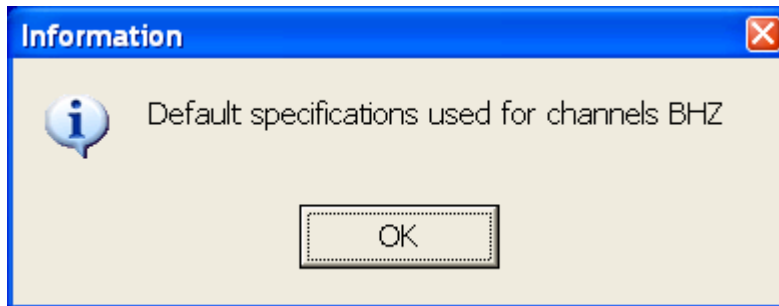 Information
Default specifications used for channels BHZ
OK